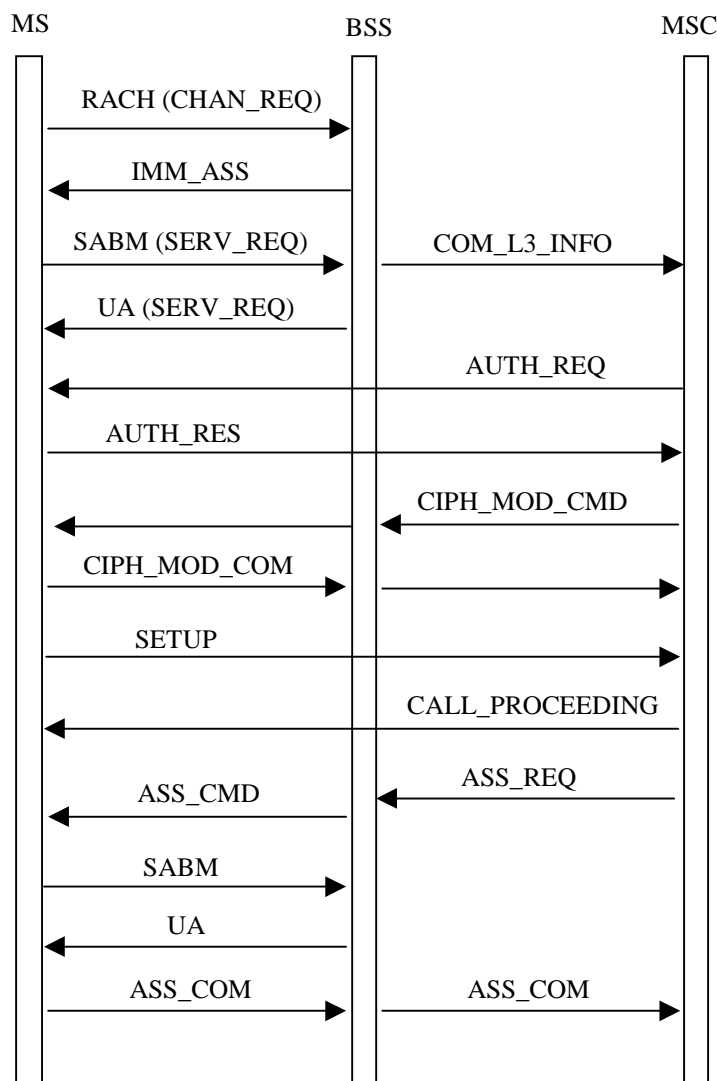 MS BSS MSC
RACH (CHAN_REQ)
IMM_ASS
SABM (SERV_REQ) COM_L3_INFO
UA (SERV_REQ)
AUTH_REQ
AUTH_RES
CIPH_MOD_CMD
CIPH_MOD_COM
SETUP
CALL_PROCEEDING
ASS_REQ
ASS_CMD
SABM
UA
ASS_COM ASS_COM